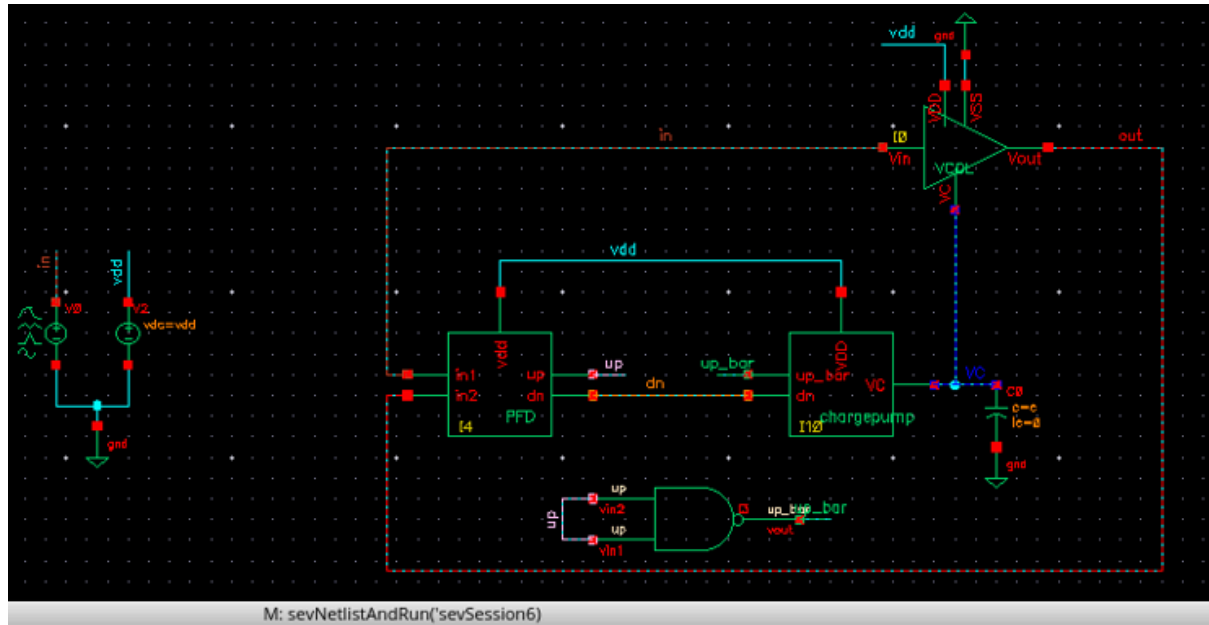 vdd
gnd
VDD
VSS
in
I0
out
Vin
Vout
VCDL
VC
vdd
in
vdd
V0
V2
vdc=vdd
vdd
VDD
up
up_bar
in1
up
up_bar
VC
VC
dn
in2
dn
dn
C0
c=c
Ic=0
PFD
chargepump
I4
I10
gnd
gnd
up
vin2
up
up_bar
up_bar
up
vout
vin1
M: sevNetlistAndRun('sevSession6)